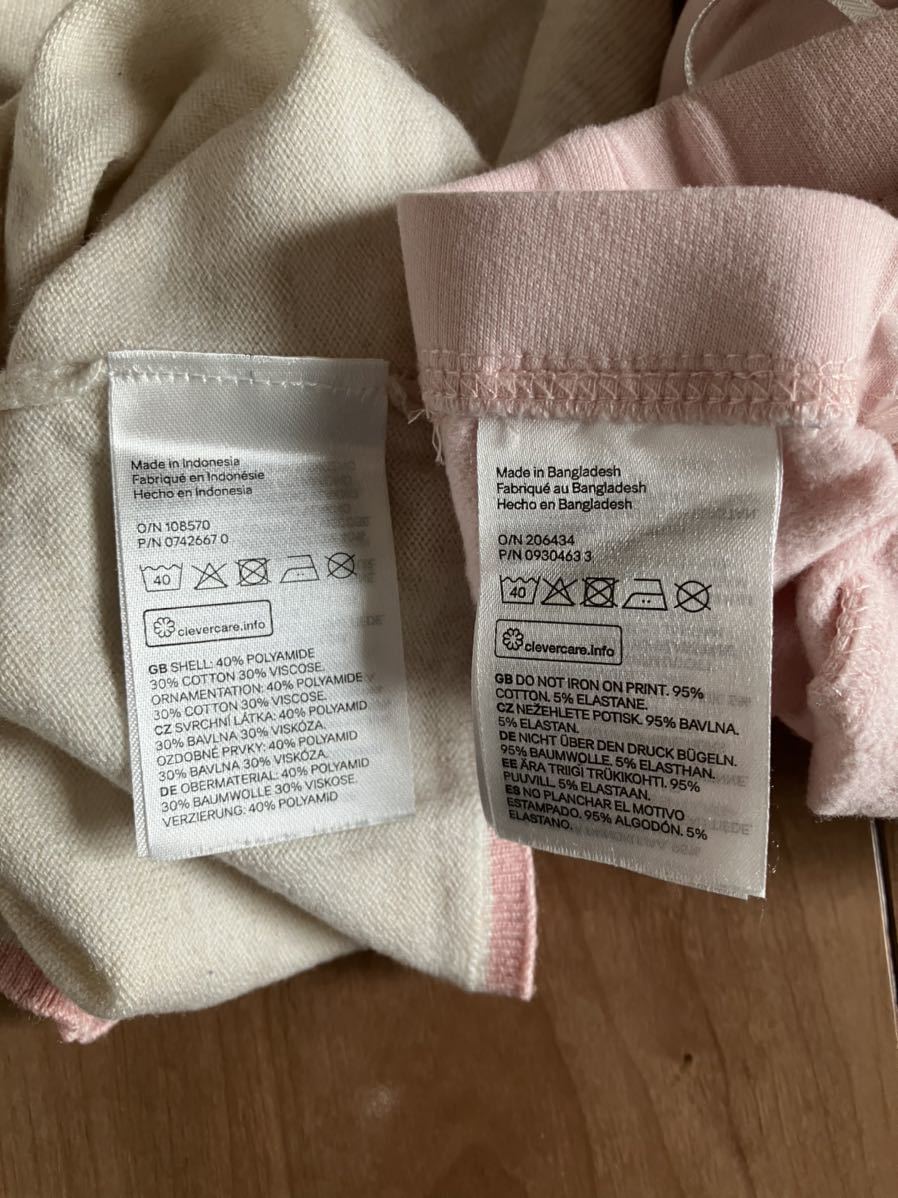 Made in Indonesia
Fabriqué en Indonésie
Hecho en Indonesia
O/N 108570
P/N 0742667 0
40
clevercare.info
GB SHELL: 40% POLYAMIDE
30% COTTON 30% VISCOSE.
ORNAMENTATION: 40% POLYAMIDE
30% COTTON 30% VISCOSE.
CZ SVRCHNÍ LÁTKA: 40% POLYAMID
30% BAVLNA 30% VISKÓZA.
OZDOBNÉ PRVKY: 40% POLYAMID
30% BAVLNA 30% VISKÓZA.
DE OBERMATERIAL: 40% POLYAMID
30% BAUMWOLLE 30% VISKOSE.
VERZIERUNG: 40% POLYAMID
Made in Bangladesh
Fabriqué au Bangladesh
Hecho en Bangladesh
O/N 206434
P/N 0930463 3
40
clevercare.info
GB DO NOT IRON ON PRINT. 95%
COTTON. 5% ELASTANE.
CZ NEŽEHLETE POTISK. 95% BAVLNA.
5% ELASTAN.
DE NICHT ÜBER DEN DRUCK BÜGELN.
95% BAUMWOLLE. 5% ELASTHAN.
EE ÄRA TRIIGI TRÜKIKOHTI. 95%
PUUVILL. 5% ELASTAAN.
ES NO PLANCHAR EL MOTIVO
ESTAMPADO. 95% ALGODÓN. 5%
ELASTANO.